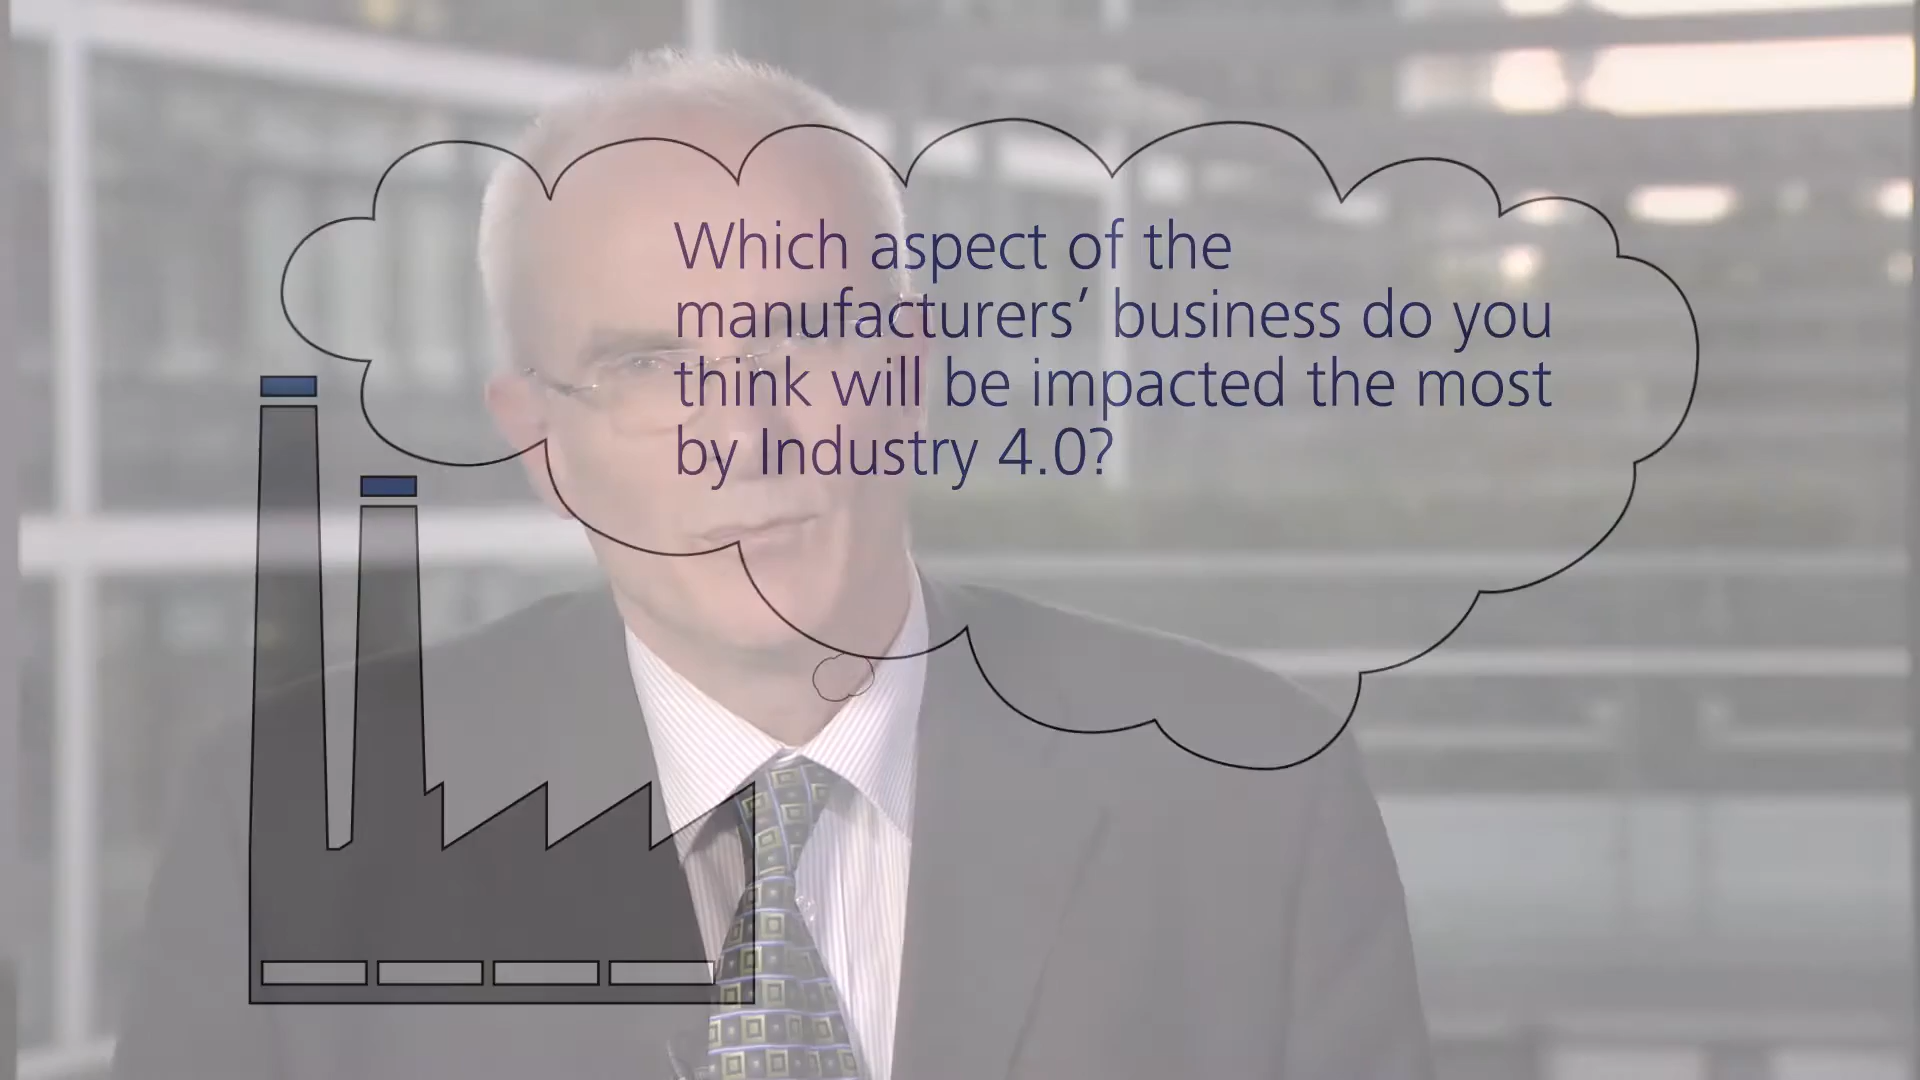 Which aspect of the
manufacturers’ business do you
think will be impacted the most
by Industry 4.0?